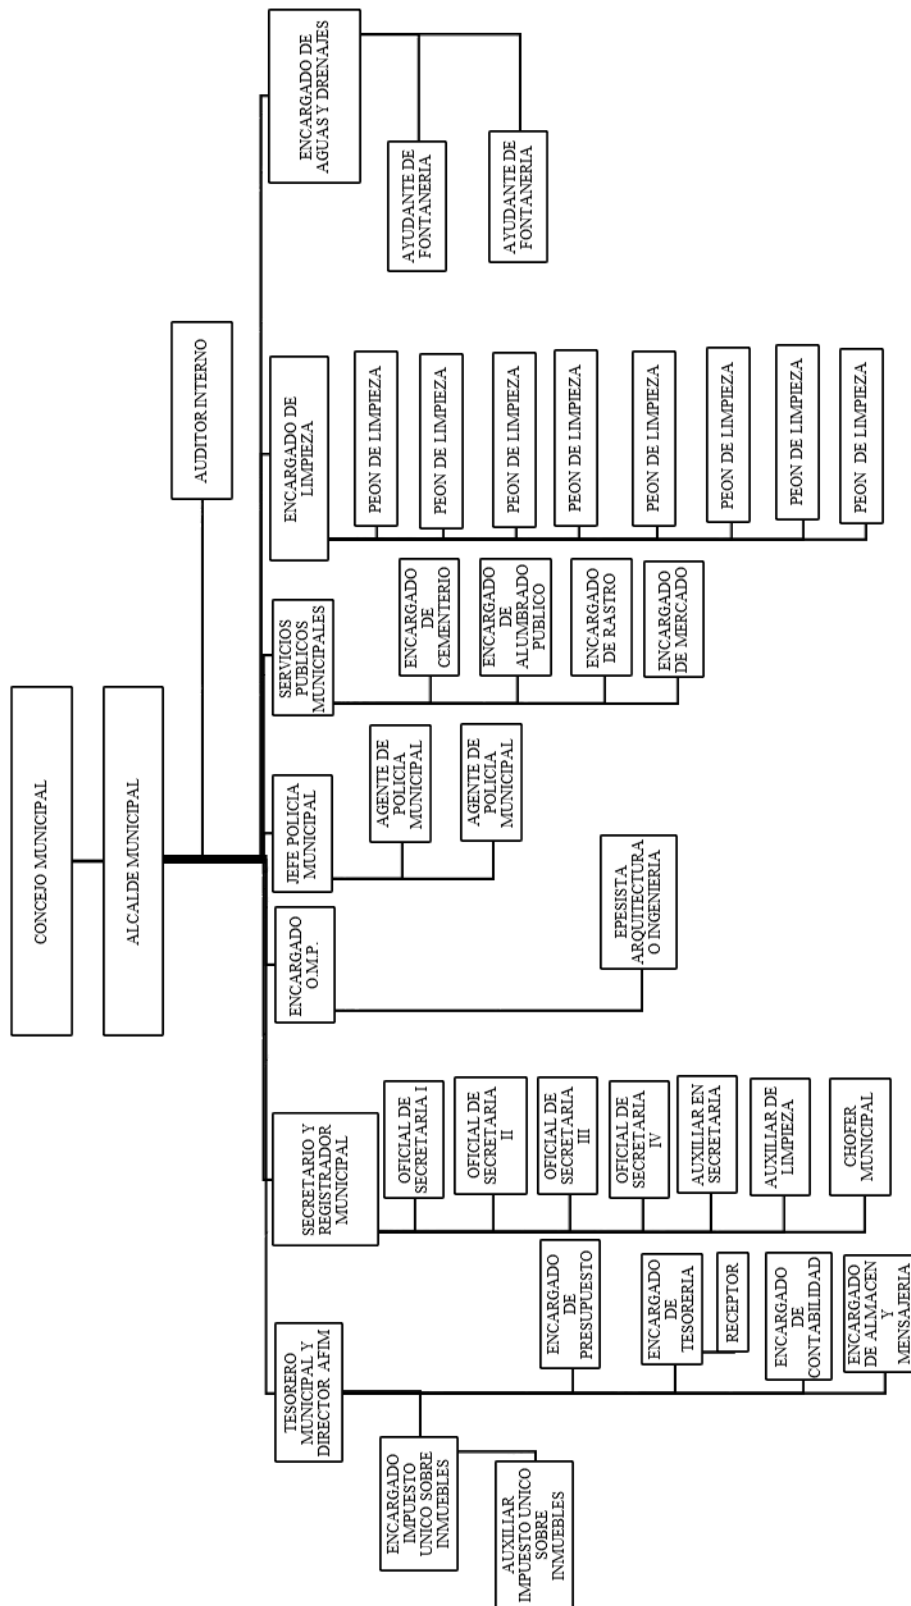 CONCEJO MUNICIPAL
ALCALDE MUNICIPAL
AUDITOR INTERNO
TESORERO
MUNICIPAL Y
DIRECTOR AFIM
ENCARGADO
IMPUESTO
UNICO SOBRE
INMUEBLES
AUXILIAR
IMPUESTO UNICO
SOBRE
INMUEBLES
ENCARGADO
DE
PRESUPUESTO
ENCARGADO
DE
TESORERIA
RECEPTOR
ENCARGADO
DE
CONTABILIDAD
ENCARGADO
DE ALMACEN
Y
MENSAJERIA
SECRETARIO Y
REGISTRADOR
MUNICIPAL
OFICIAL DE
SECRETARIA I
OFICIAL DE
SECRETARIA
II
OFICIAL DE
SECRETARIA
III
OFICIAL DE
SECRETARIA
IV
AUXILIAR EN
SECRETARIA
AUXILIAR DE
LIMPIEZA
CHOFER
MUNICIPAL
ENCARGADO
O.M.P.
EPESISTA
ARQUITECTURA
O INGENIERIA
JEFE POLICIA
MUNICIPAL
AGENTE DE
POLICIA
MUNICIPAL
AGENTE DE
POLICIA
MUNICIPAL
SERVICIOS
PUBLICOS
MUNICIPALES
ENCARGADO
DE
CEMENTERIO
ENCARGADO
DE
ALUMBRADO
PUBLICO
ENCARGADO
DE RASTRO
ENCARGADO
DE MERCADO
ENCARGADO DE
LIMPIEZA
PEON DE LIMPIEZA
PEON DE LIMPIEZA
PEON DE LIMPIEZA
PEON DE LIMPIEZA
PEON DE LIMPIEZA
PEON DE LIMPIEZA
PEON DE LIMPIEZA
PEON DE LIMPIEZA
ENCARGADO DE
AGUAS Y DRENAJES
AYUDANTE DE
FONTANERIA
AYUDANTE DE
FONTANERIA